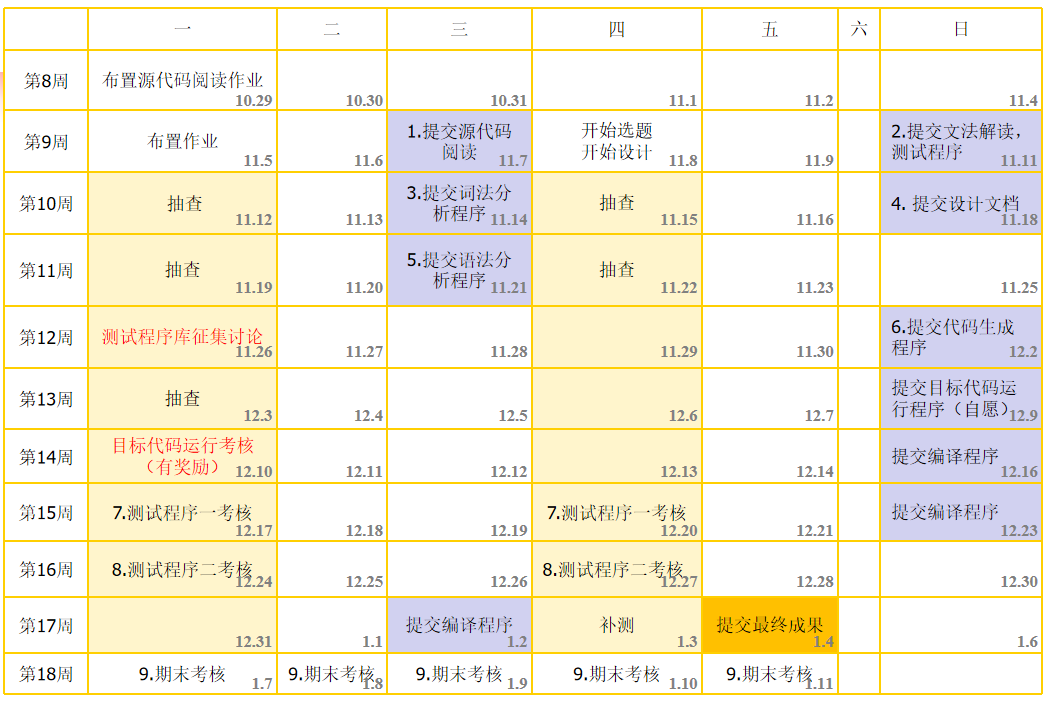 一 二 三 四 五 六 日
第8周 布置源代码阅读作业
10.29 10.30 10.31 11.1 11.2 11.4
第9周 布置作业
11.5 11.6
1.提交源代码
阅读 11.7
开始选题
开始设计 11.8
11.9
2.提交文法解读，
测试程序 11.11
第10周 抽查
11.12 11.13
3.提交词法分
析程序 11.14
抽查
11.15 11.16
4. 提交设计文档
11.18
第11周 抽查
11.19 11.20
5.提交语法分
析程序 11.21
抽查
11.22 11.23 11.25
第12周 测试程序库征集讨论
11.26 11.27 11.28 11.29 11.30
6.提交代码生成
程序 12.2
第13周 抽查
12.3 12.4 12.5 12.6 12.7
提交目标代码运
行程序（自愿） 12.9
第14周
目标代码运行考核
（有奖励） 12.10
12.11 12.12 12.13 12.14
提交编译程序
12.16
第15周 7.测试程序一考核
12.17 12.18 12.19
7.测试程序一考核
12.20 12.21
提交编译程序
12.23
第16周 8.测试程序二考核
12.24 12.25 12.26
8.测试程序二考核
12.27 12.28 12.30
第17周
12.31 1.1
提交编译程序
1.2
补测
1.3
提交最终成果
1.4
1.6
第18周 9.期末考核 9.期末考核 9.期末考核 9.期末考核 9.期末考核
1.7 1.8 1.9 1.10 1.11